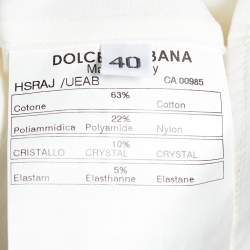 DOLCE BANA
40
Ma y
HSRAJ /UEAB CA 00985
63%
Cotone Cotton
22%
Poliammidica Polyamide Nylon
10%
CRISTALLO CRYSTAL CRYSTAL
5%
Elastam Elasthanne Elastane